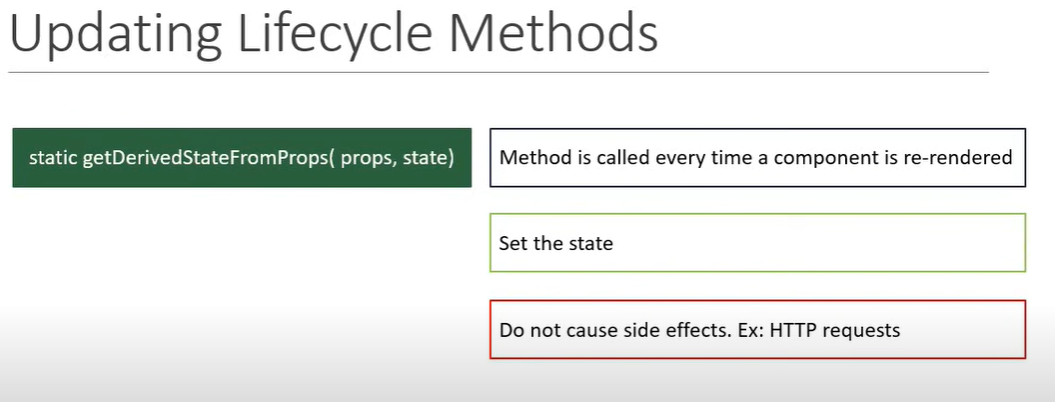 Updating Lifecycle Methods
static getDerivedStateFromProps( props, state)
Method is called every time a component is re-rendered
Set the state
Do not cause side effects. Ex: HTTP requests